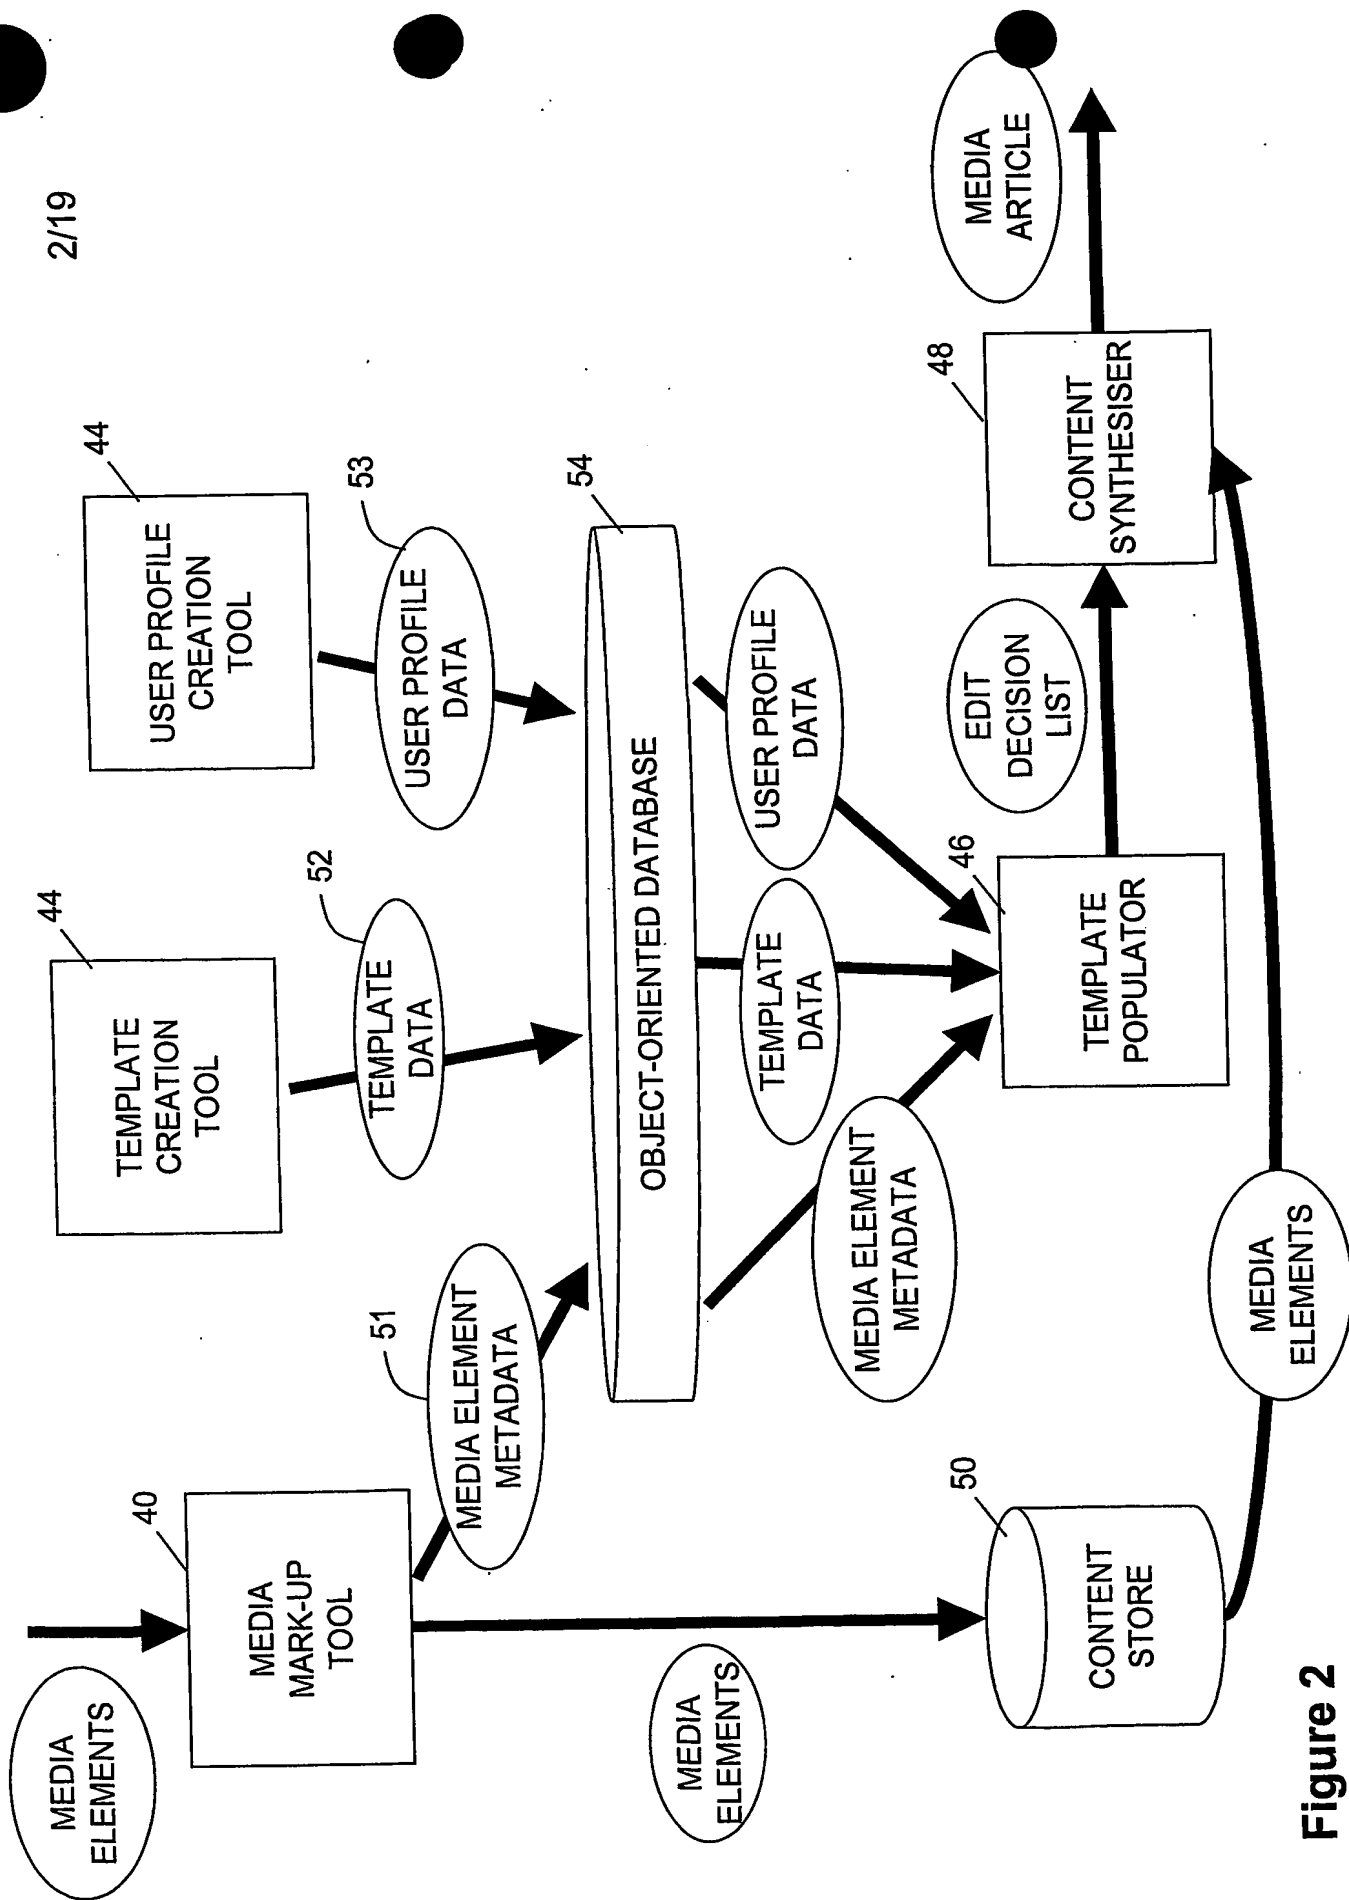 2/19
MEDIA
ELEMENTS
40
MEDIA
MARK-UP
TOOL
44
TEMPLATE
CREATION
TOOL
44
USER PROFILE
CREATION
TOOL
51
MEDIA ELEMENT
METADATA
52
TEMPLATE
DATA
53
USER PROFILE
DATA
54
OBJECT-ORIENTED DATABASE
MEDIA
ELEMENTS
MEDIA ELEMENT
METADATA
TEMPLATE
DATA
USER PROFILE
DATA
50
CONTENT
STORE
46
TEMPLATE
POPULATOR
EDIT
DECISION
LIST
48
CONTENT
SYNTHESISER
MEDIA
ARTICLE
MEDIA
ELEMENTS
Figure 2